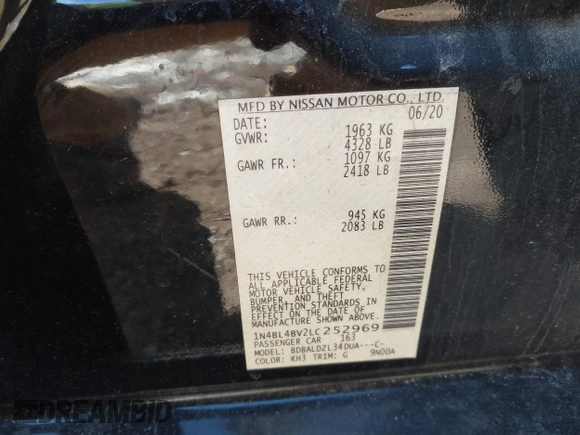 MFD BY NISSAN MOTOR CO., LTD.
DATE: 06/20
GVWR: 1963 KG
4328 LB
GAWR FR.: 1097 KG
2418 LB
GAWR RR.: 945 KG
2083 LB
THIS VEHICLE CONFORMS TO
ALL APPLICABLE FEDERAL
MOTOR VEHICLE SAFETY,
BUMPER, AND THEFT
PREVENTION STANDARDS IN
EFFECT ON THE DATE OF
MANUFACTURE SHOWN ABOVE.
1N4BL4BV2LC252969
PASSENGER CAR 163
MODEL: BDBALDZL34DUA---C-
COLOR: KH3 TRIM: G 9N00A
DREAMBID